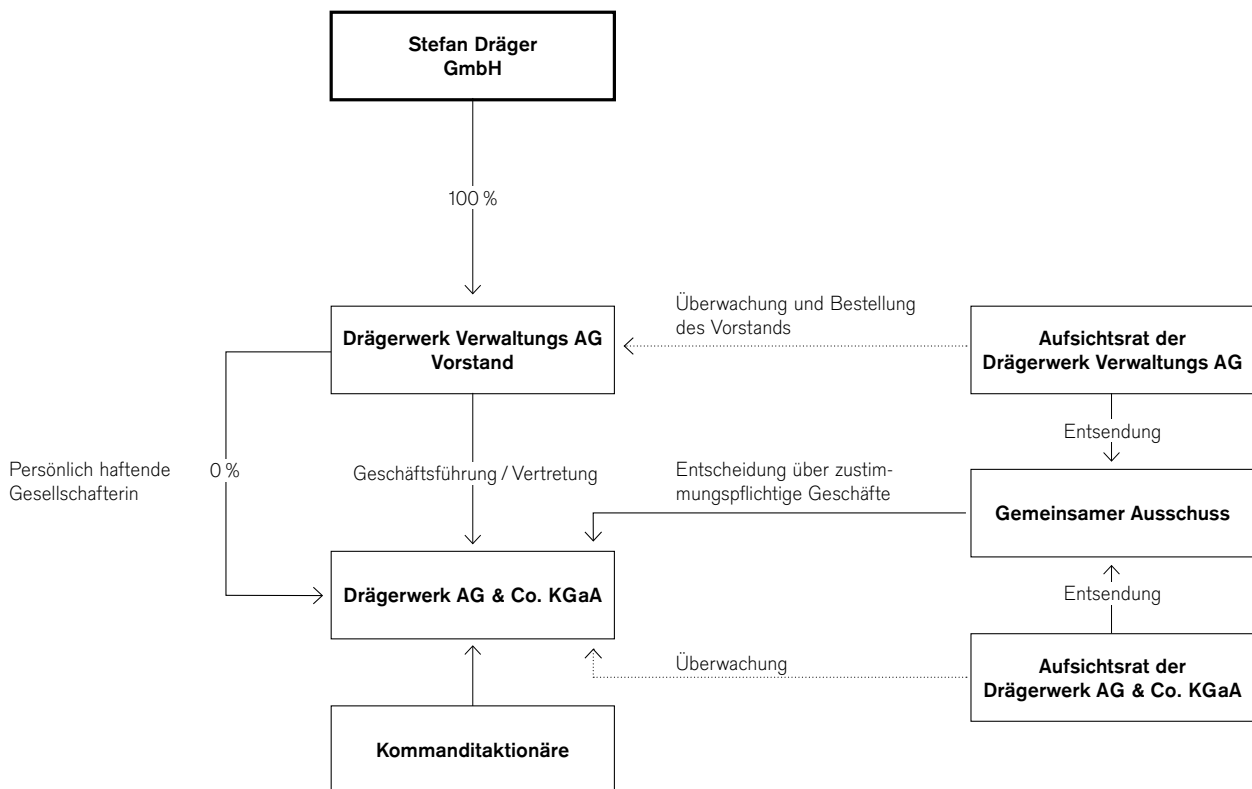 Stefan Dräger
GmbH
100 %
Überwachung und Bestellung
des Vorstands
Drägerwerk Verwaltungs AG
Vorstand
Aufsichtsrat der
Drägerwerk Verwaltungs AG
Entsendung
Persönlich haftende
Gesellschafterin
0 %
Geschäftsführung / Vertretung
Entscheidung über zustim-
mungspflichtige Geschäfte
Gemeinsamer Ausschuss
Drägerwerk AG & Co. KGaA
Entsendung
Überwachung
Aufsichtsrat der
Drägerwerk AG & Co. KGaA
Kommanditaktionäre